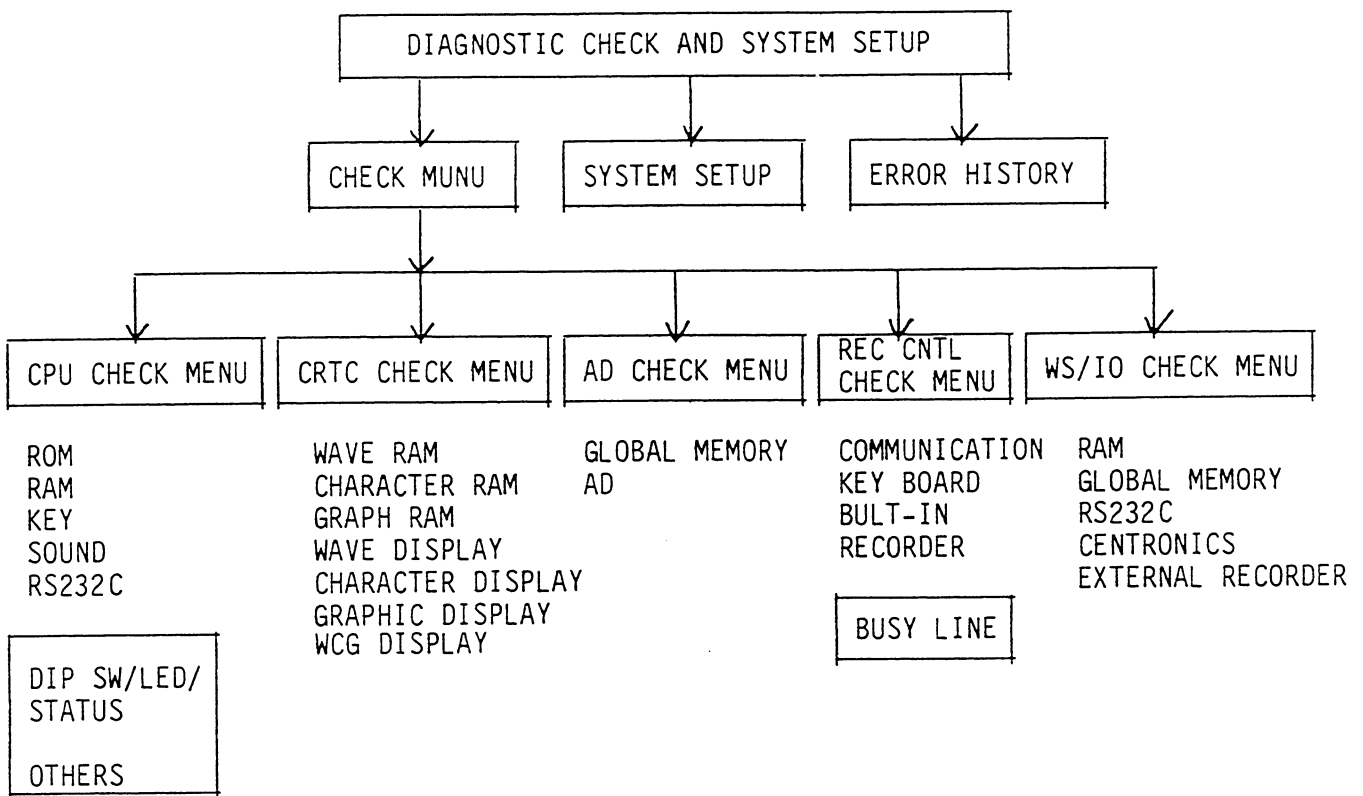 DIAGNOSTIC CHECK AND SYSTEM SETUP
CHECK MUNU
SYSTEM SETUP
ERROR HISTORY
CPU CHECK MENU
CRTC CHECK MENU
AD CHECK MENU
REC CNTL
CHECK MENU
WS/IO CHECK MENU
ROM
RAM
KEY
SOUND
RS232C
DIP SW/LED/
STATUS
OTHERS
WAVE RAM
CHARACTER RAM
GRAPH RAM
WAVE DISPLAY
CHARACTER DISPLAY
GRAPHIC DISPLAY
WCG DISPLAY
GLOBAL MEMORY
AD
COMMUNICATION
KEY BOARD
BULT-IN
RECORDER
BUSY LINE
RAM
GLOBAL MEMORY
RS232C
CENTRONICS
EXTERNAL RECORDER